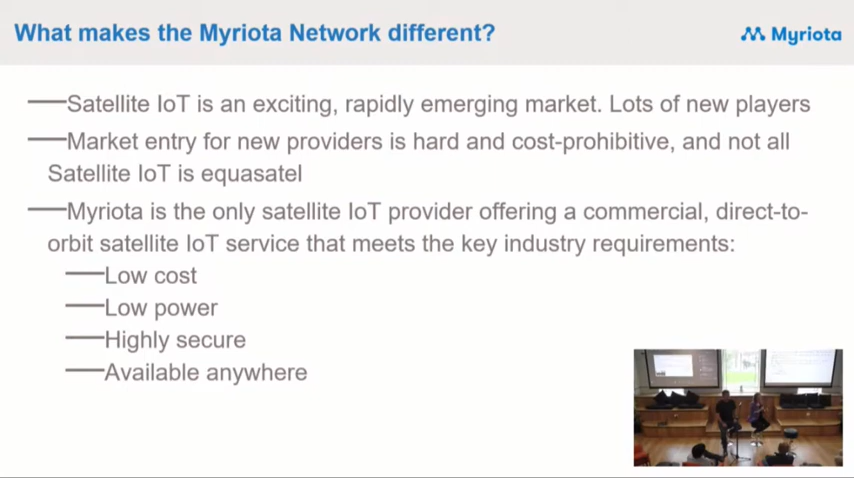 What makes the Myriota Network different?
Myriota
Satellite IoT is an exciting, rapidly emerging market. Lots of new players
Market entry for new providers is hard and cost-prohibitive, and not all
Satellite IoT is equasatel
Myriota is the only satellite IoT provider offering a commercial, direct-to-
orbit satellite IoT service that meets the key industry requirements:
Low cost
Low power
Highly secure
Available anywhere